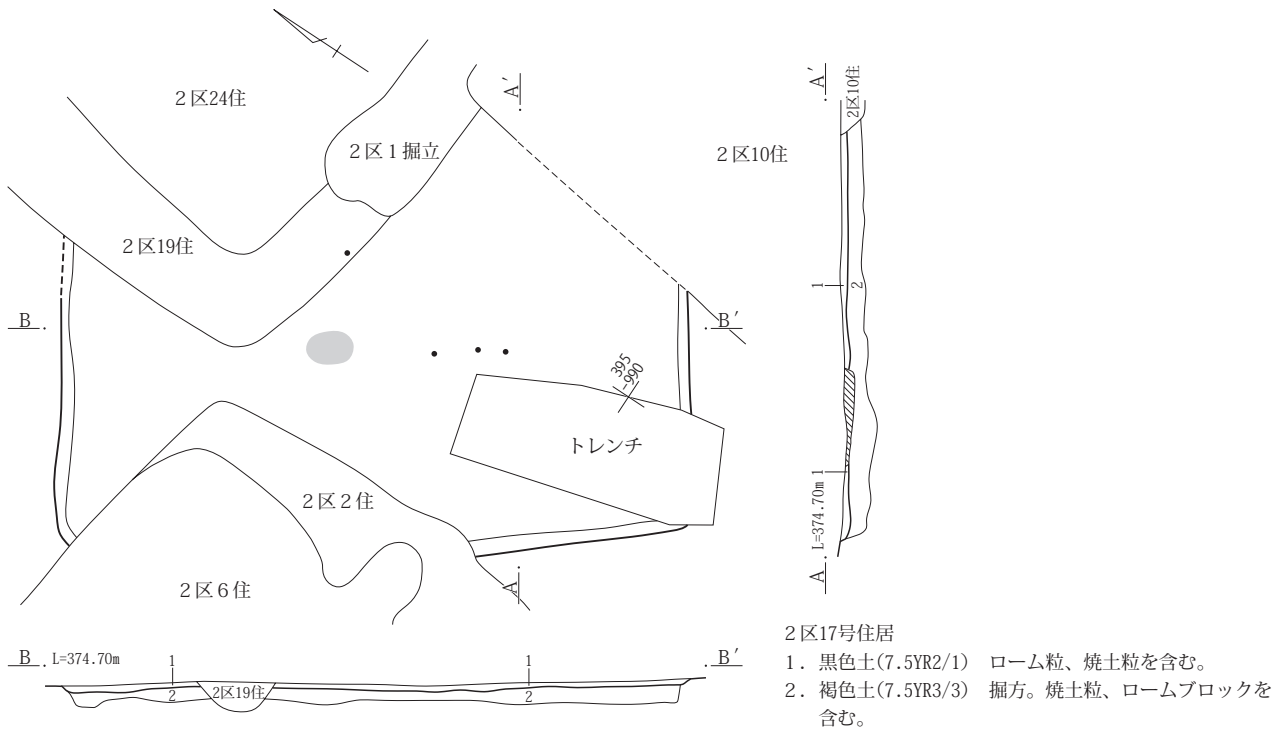 2区24住
2区1掘立
A′
2区10住
2区19住
B
B′
395
-990
トレンチ
2区2住
2区6住
A
A′
2区10住
1
2
1
A L=374.70m
B L=374.70m
1
2
2区19住
1
2
B′
2区17号住居
1. 黒色土(7.5YR2/1) ローム粒、焼土粒を含む。
2. 褐色土(7.5YR3/3) 掘方。焼土粒、ロームブロックを
含む。